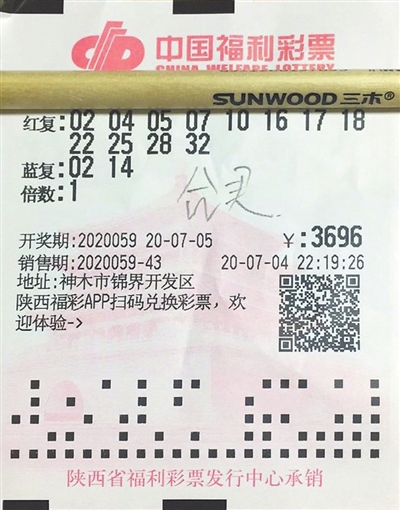 中国福利彩票
CHINA WELFARE LOTTERY
SUNWOOD 三木®
红复:02 04 05 07 10 16 17 18
22 25 28 32
蓝复:02 14
倍数:1
合灵
开奖期:2020059 20-07-05 ¥:3696
销售期:2020059-43 20-07-04 22:19:26
地址:神木市锦界开发区
陕西福彩APP扫码兑换彩票，欢
迎体验->
陕西省福利彩票发行中心承销